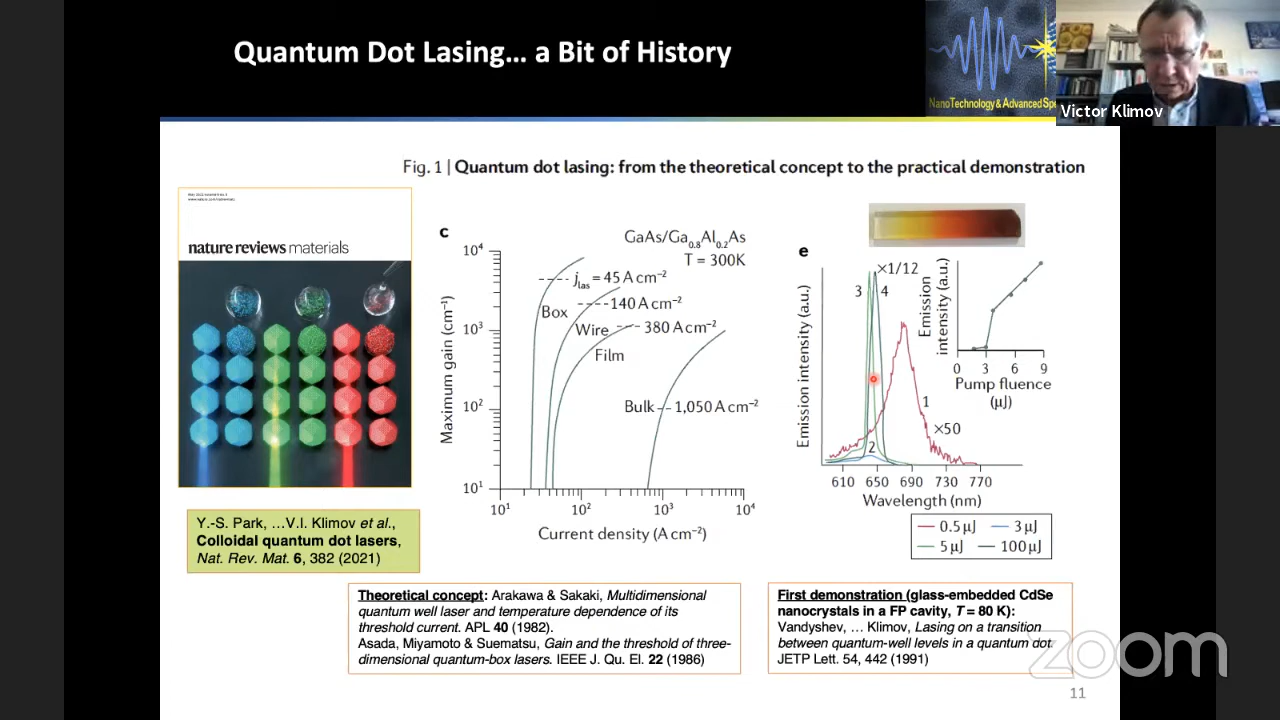 Quantum Dot Lasing… a Bit of History
NanoTechnology & Advanced Spe
Victor Klimov
Fig. 1 | Quantum dot lasing: from the theoretical concept to the practical demonstration
nature reviews materials
Y.-S. Park, …V.I. Klimov et al.,
Colloidal quantum dot lasers,
Nat. Rev. Mat. 6, 382 (2021)
c
GaAs/Ga0.8Al0.2As
T = 300K
Maximum gain (cm⁻¹)
10⁴
10³
10²
10¹
jlas = 45 A cm⁻²
140 A cm⁻²
380 A cm⁻²
1,050 A cm⁻²
Box
Wire
Film
Bulk
10¹ 10² 10³ 10⁴
Current density (A cm⁻²)
e
Emission intensity (a.u.)
×1/12
3 4
1
×50
2
610 650 690 730 770
Wavelength (nm)
Emission
intensity (a.u.)
0 3 6 9
Pump fluence
(μJ)
0.5 μJ 3 μJ
5 μJ 100 μJ
Theoretical concept: Arakawa & Sakaki, Multidimensional
quantum well laser and temperature dependence of its
threshold current. APL 40 (1982).
Asada, Miyamoto & Suematsu, Gain and the threshold of three-
dimensional quantum-box lasers. IEEE J. Qu. El. 22 (1986)
First demonstration (glass-embedded CdSe
nanocrystals in a FP cavity, T = 80 K):
Vandyshev, … Klimov, Lasing on a transition
between quantum-well levels in a quantum dot
JETP Lett. 54, 442 (1991)
zoom
11